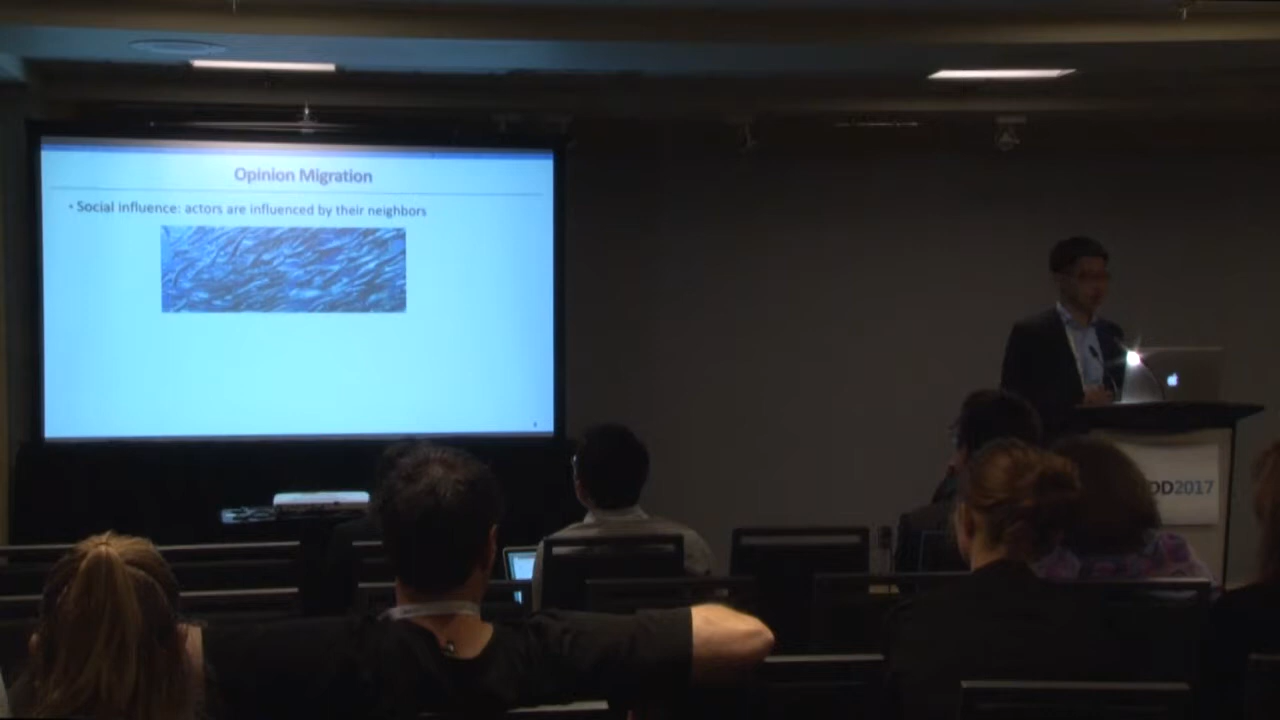 Opinion Migration
• Social influence: actors are influenced by their neighbors
DD2017